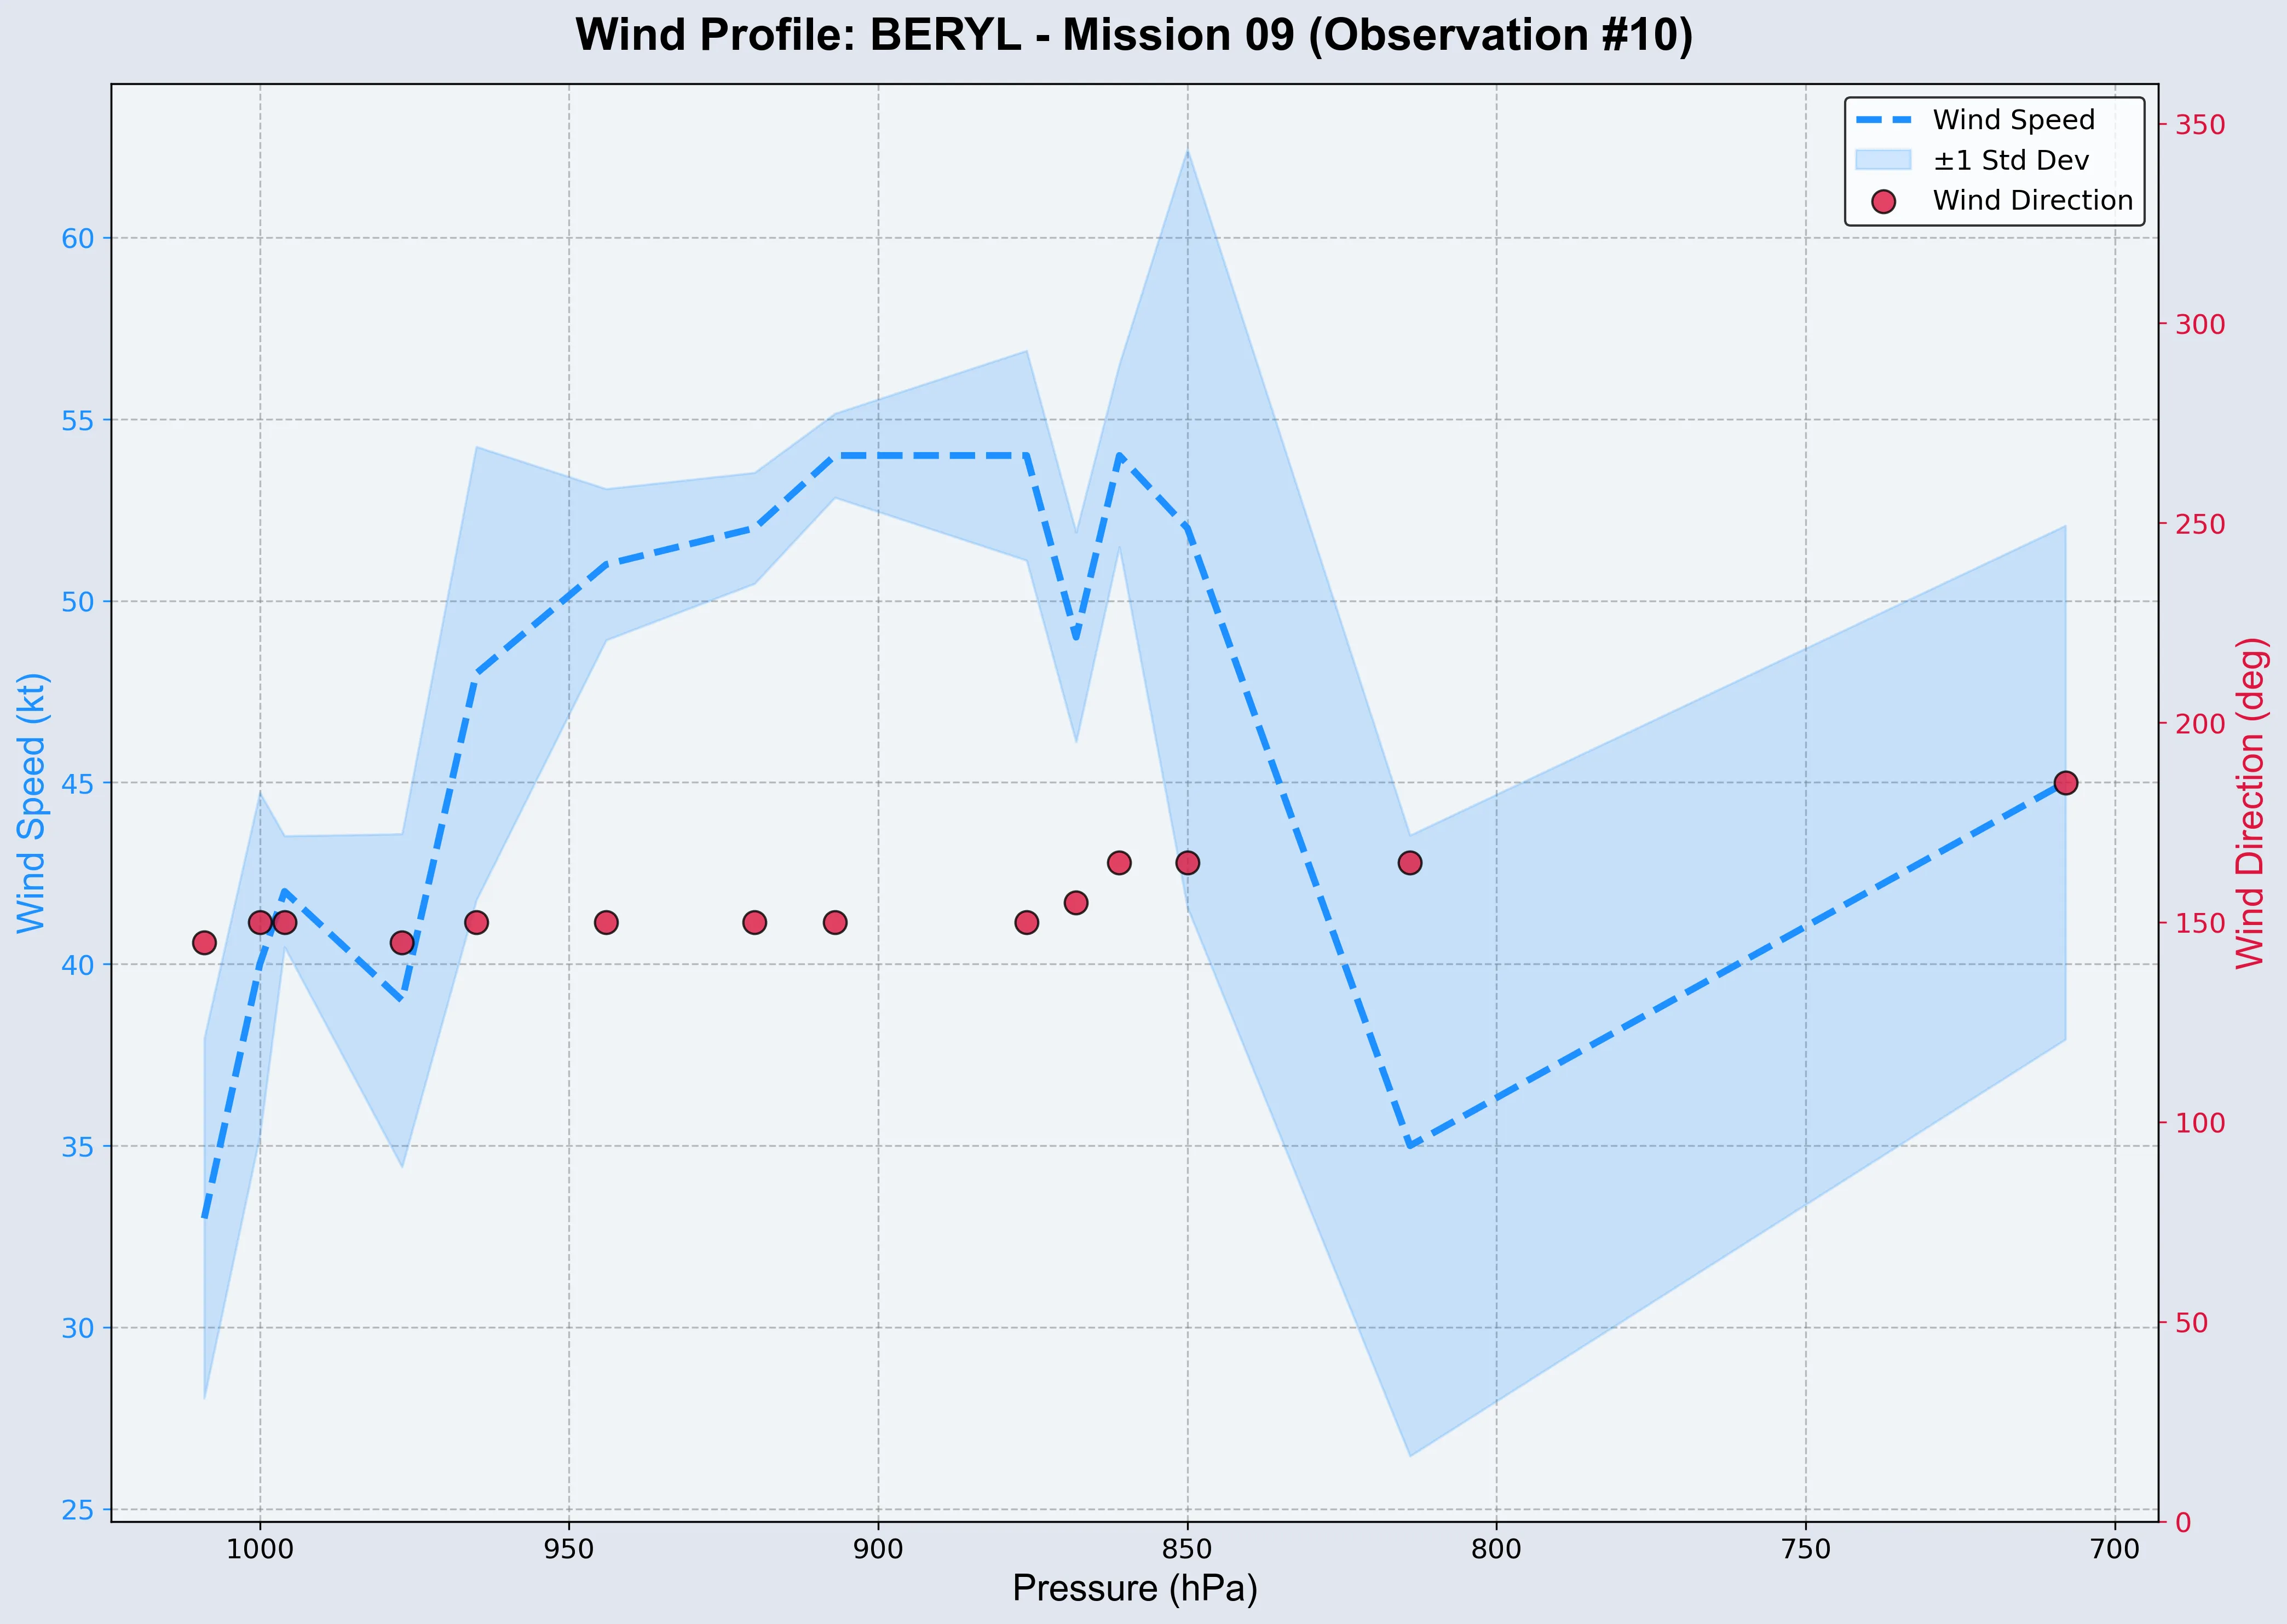 Wind Profile: BERYL - Mission 09 (Observation #10)
Wind Speed
±1 Std Dev
Wind Direction
Wind Speed (kt)
60
55
50
45
40
35
30
25
350
300
250
200
150
100
50
0
Wind Direction (deg)
1000 950 900 850 800 750 700
Pressure (hPa)